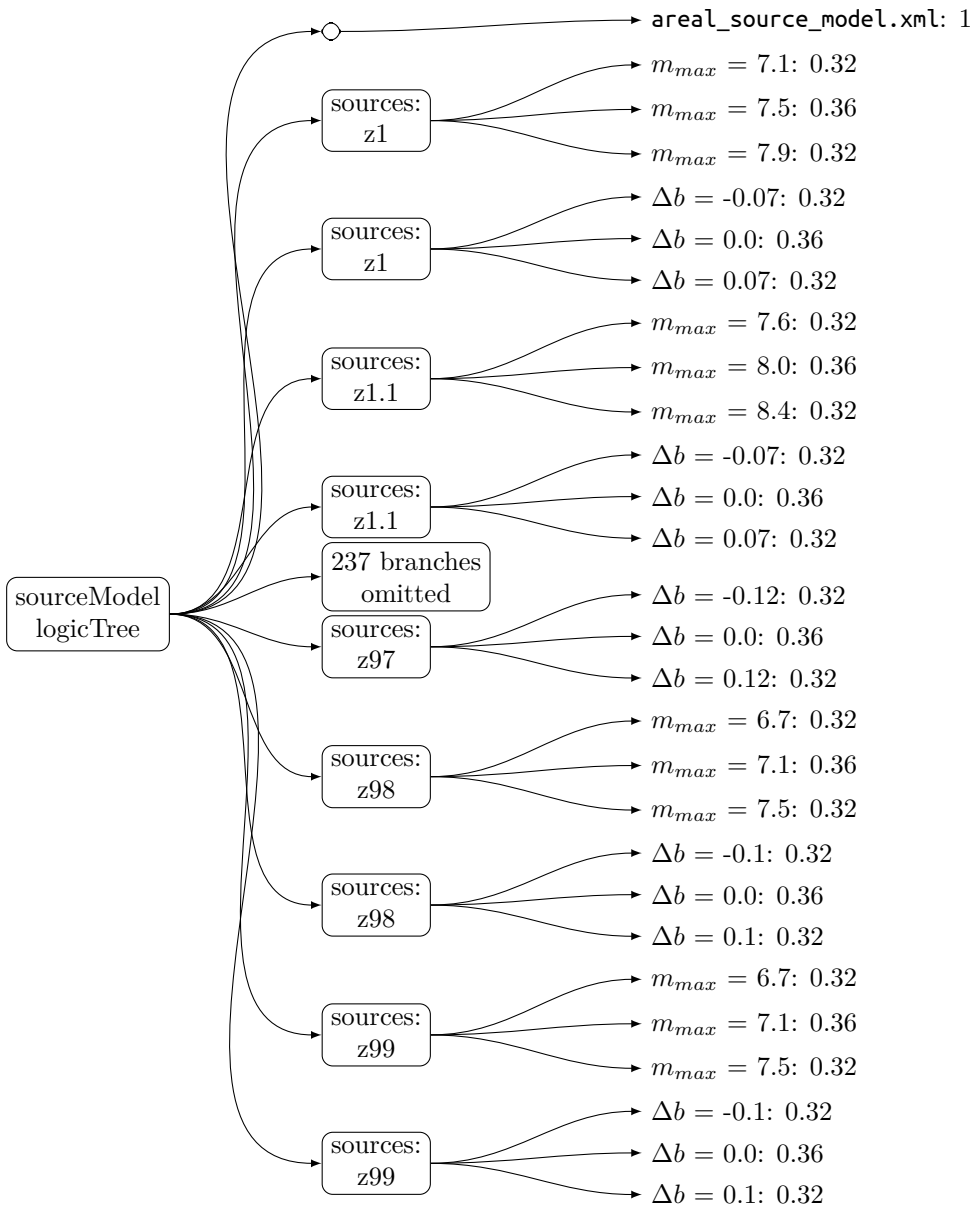 areal_source_model.xml: 1
m_max = 7.1: 0.32
sources:
z1
m_max = 7.5: 0.36
m_max = 7.9: 0.32
Δb = -0.07: 0.32
sources:
z1
Δb = 0.0: 0.36
Δb = 0.07: 0.32
m_max = 7.6: 0.32
sources:
z1.1
m_max = 8.0: 0.36
m_max = 8.4: 0.32
Δb = -0.07: 0.32
sources:
z1.1
Δb = 0.0: 0.36
Δb = 0.07: 0.32
237 branches
omitted
sourceModel
logicTree
Δb = -0.12: 0.32
sources:
z97
Δb = 0.0: 0.36
Δb = 0.12: 0.32
m_max = 6.7: 0.32
sources:
z98
m_max = 7.1: 0.36
m_max = 7.5: 0.32
Δb = -0.1: 0.32
sources:
z98
Δb = 0.0: 0.36
Δb = 0.1: 0.32
m_max = 6.7: 0.32
sources:
z99
m_max = 7.1: 0.36
m_max = 7.5: 0.32
Δb = -0.1: 0.32
sources:
z99
Δb = 0.0: 0.36
Δb = 0.1: 0.32